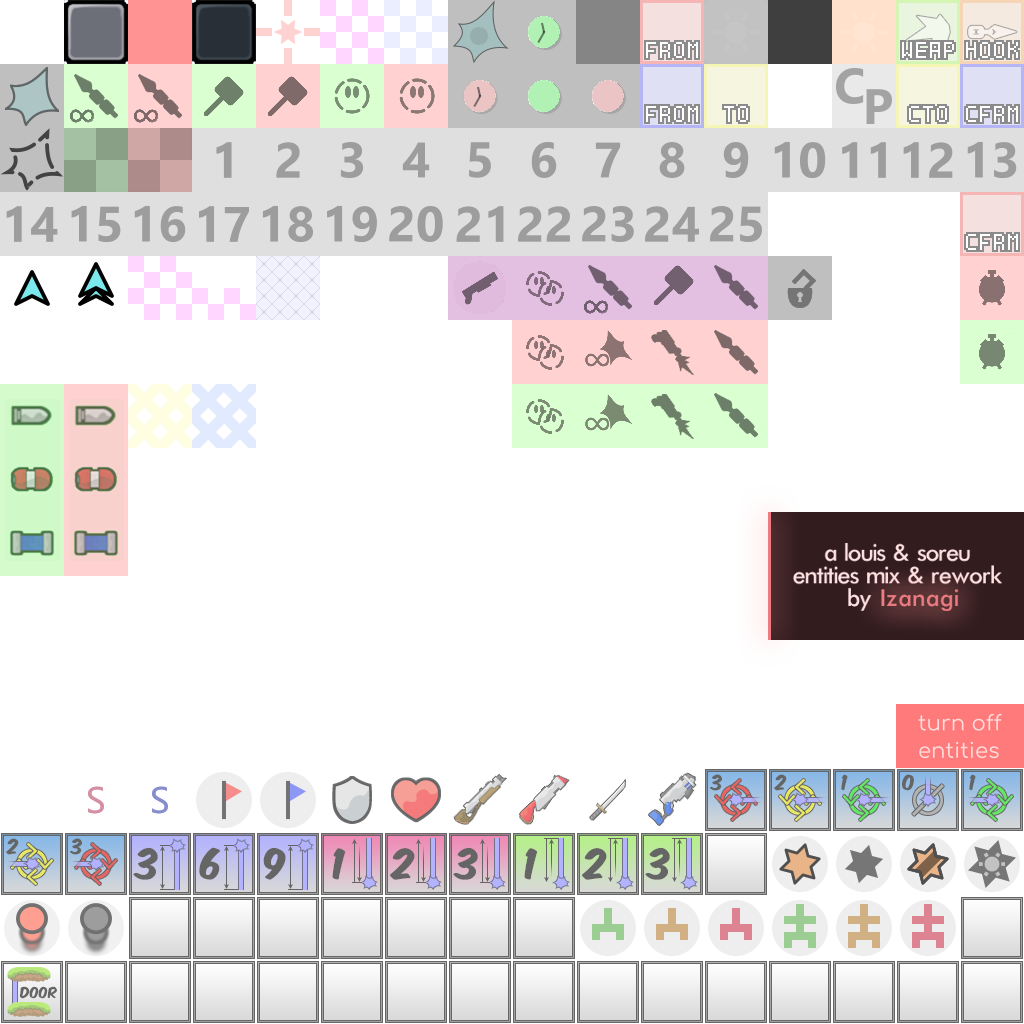 FROM
WEAP
HOOK
∞
∞
FROM
TO
CP
CTO
CFRM
1 2 3 4 5 6 7 8 9 10 11 12 13
14 15 16 17 18 19 20 21 22 23 24 25
CFRM
∞
∞
∞
a louis & soreu
entities mix & rework
by Izanagi
turn off
entities
S S
3 2 1 0 1
2 3 3 6 9 1 2 3 1 2 3
DOOR